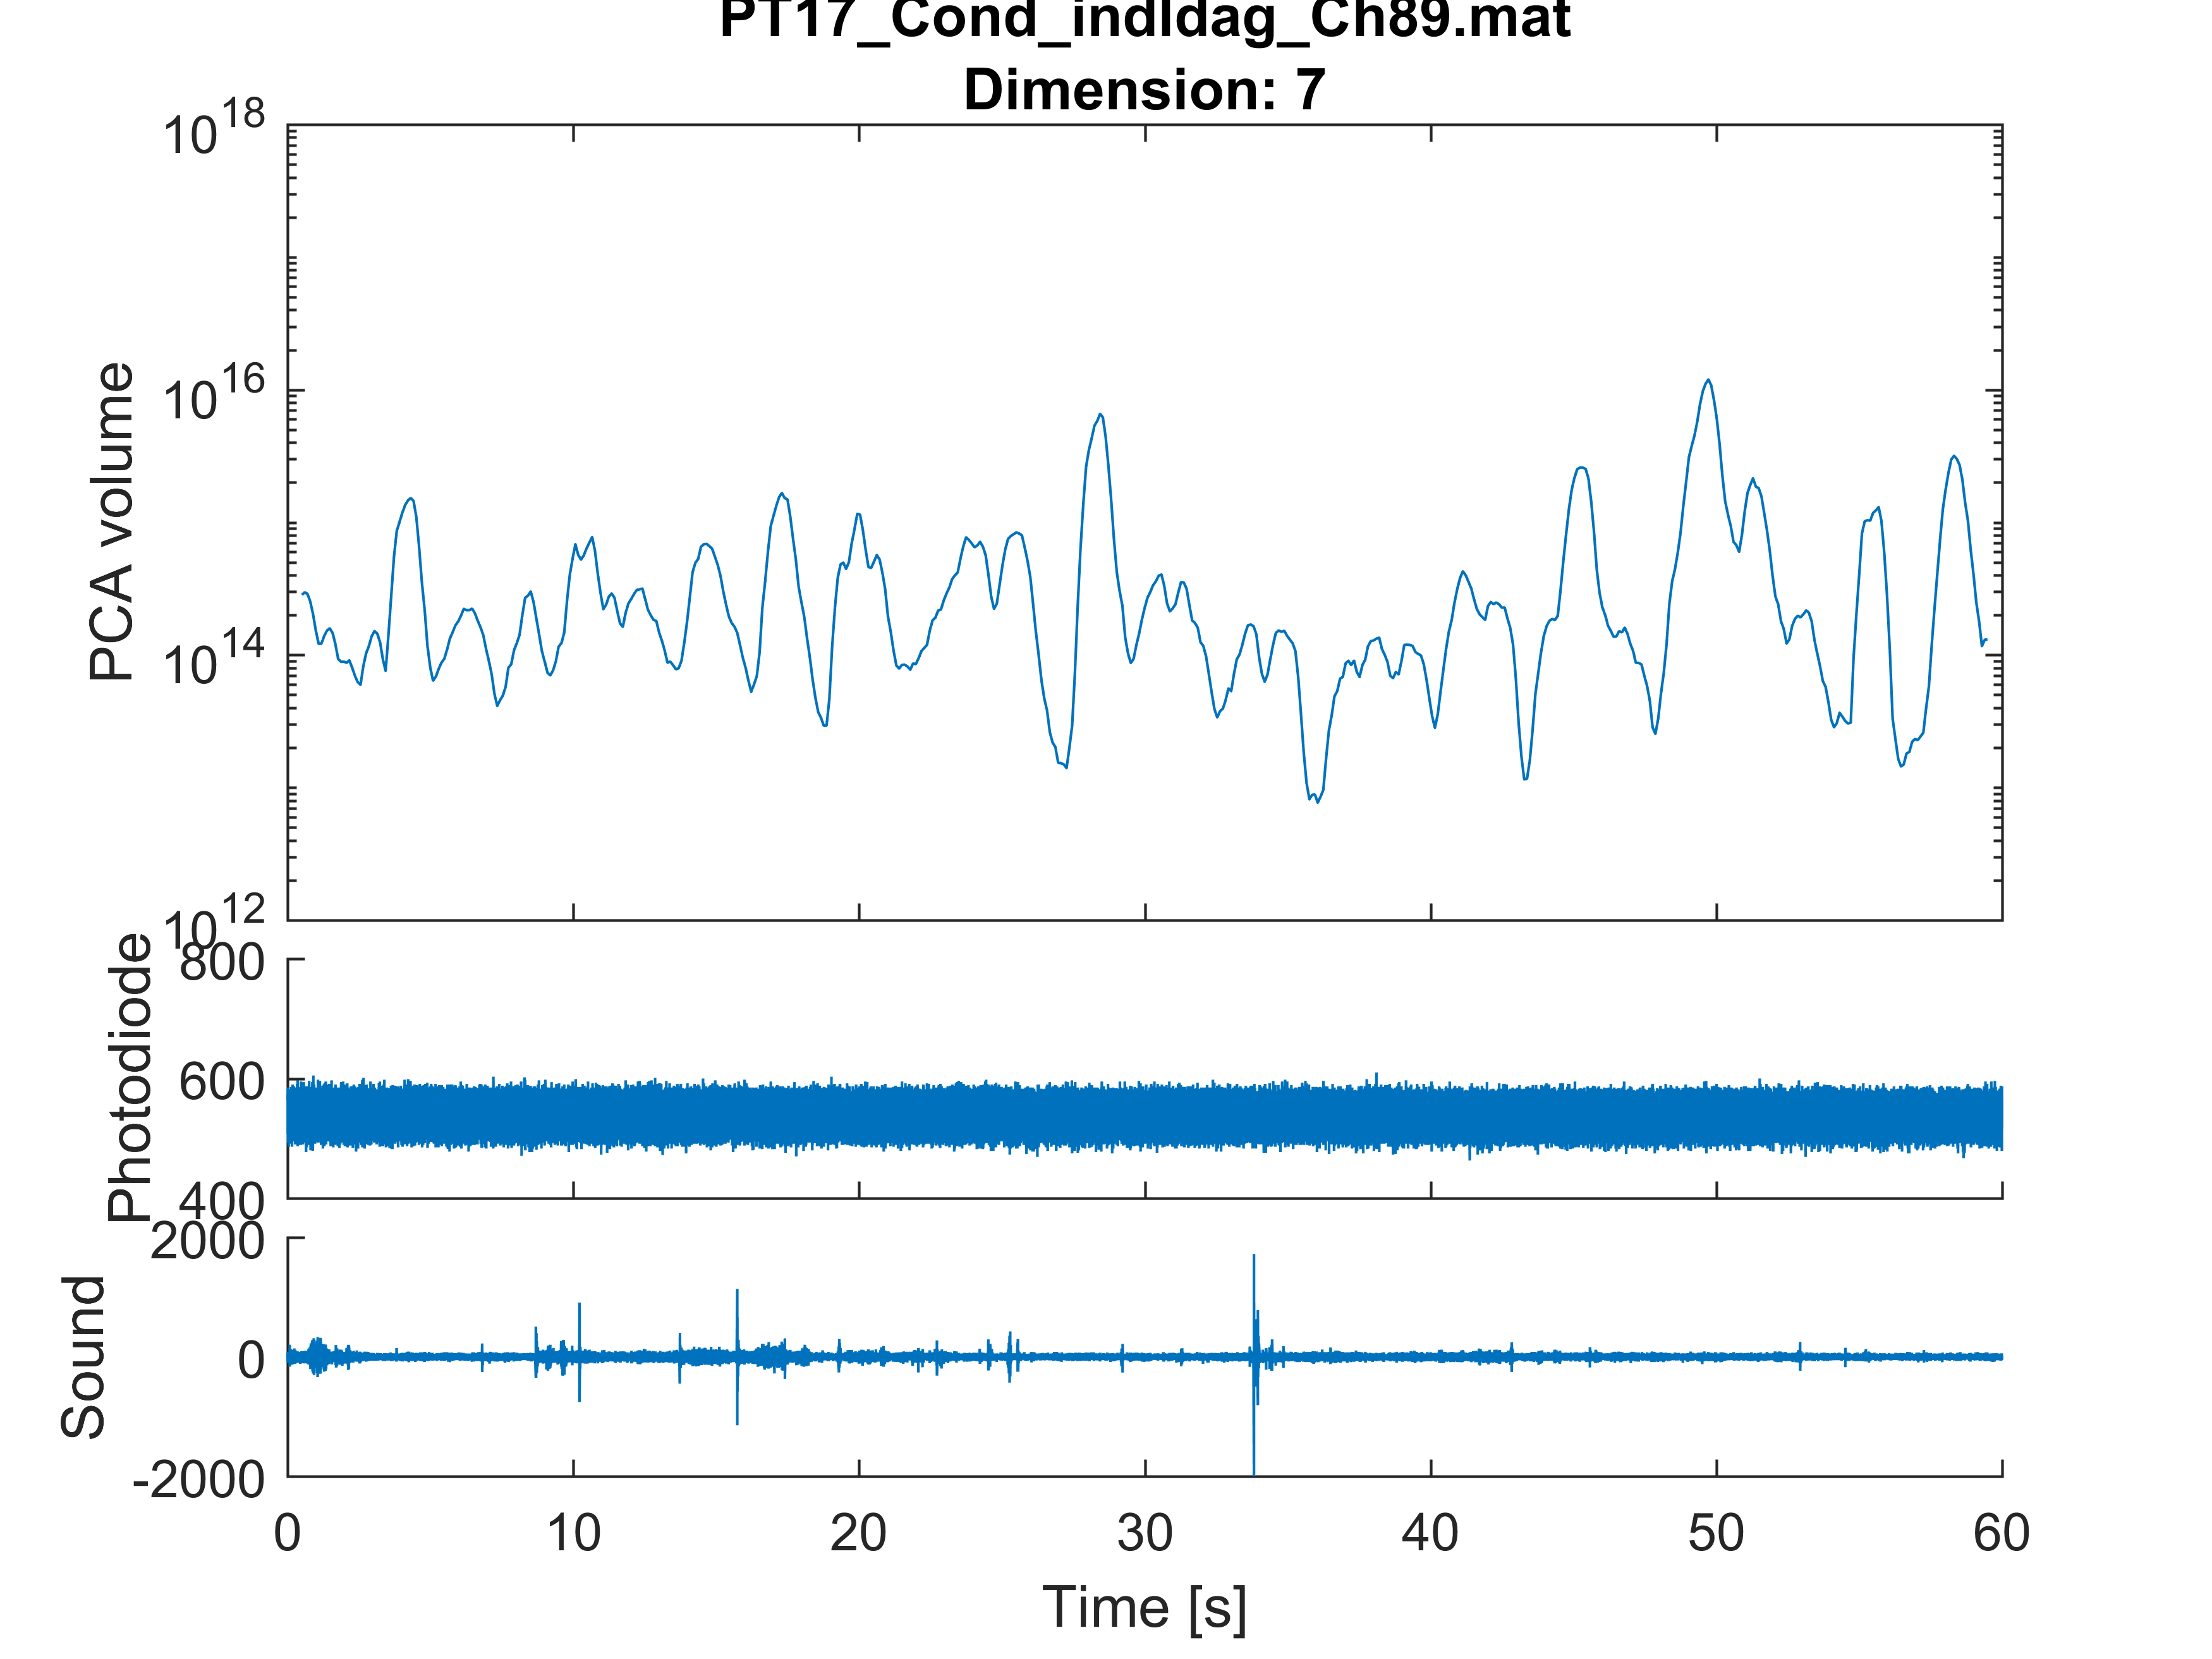 PT17_Cond_indIdag_Ch89.mat
Dimension: 7
PCA volume
10^18
10^16
10^14
10^12
Photodiode
800
600
400
Sound
2000
0
-2000
0 10 20 30 40 50 60
Time [s]